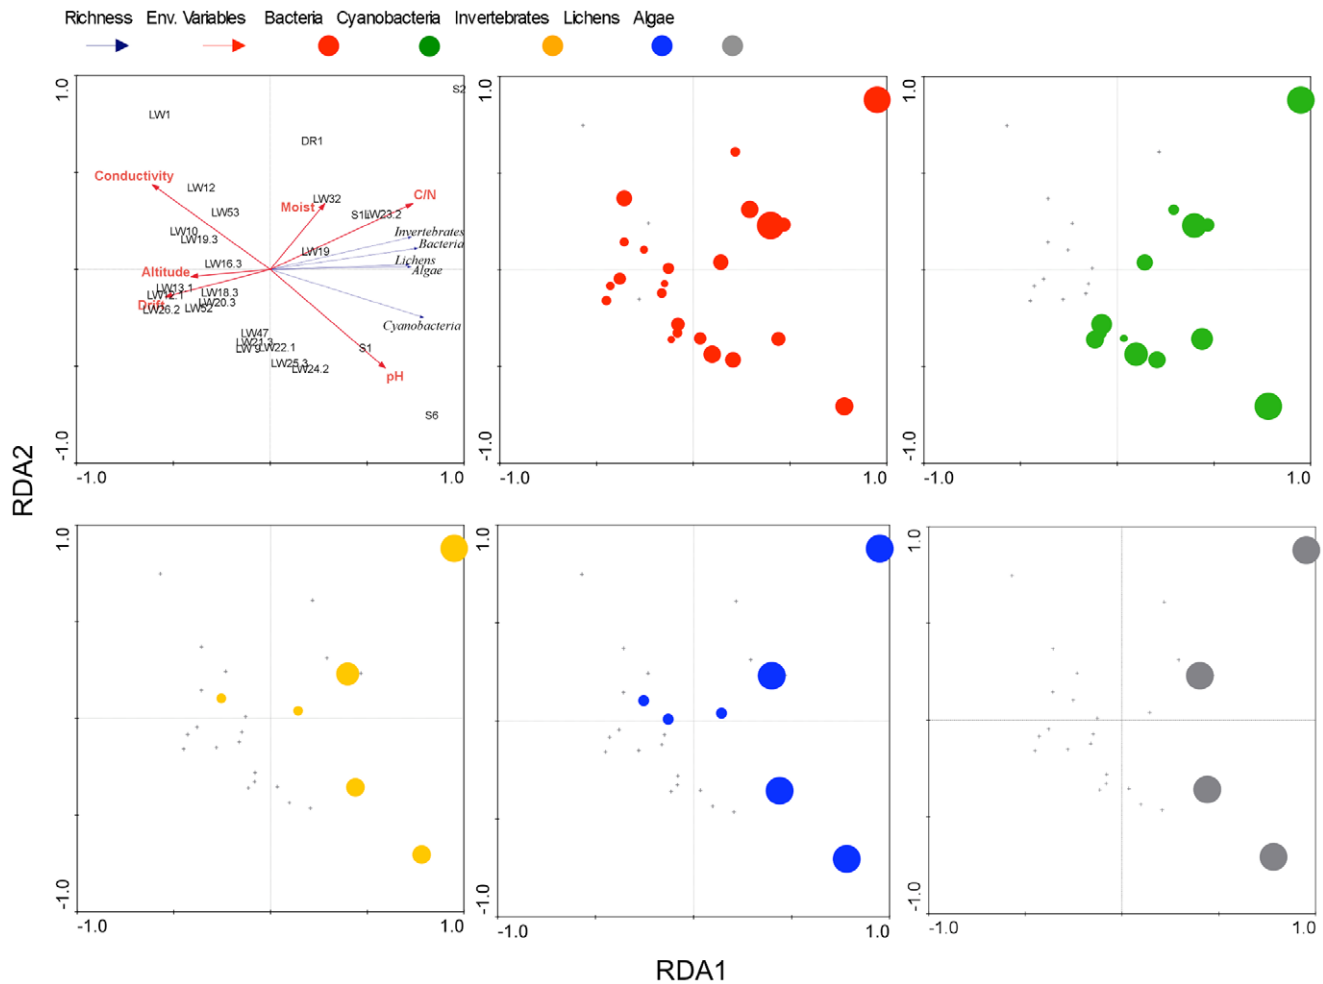 Richness Env. Variables Bacteria Cyanobacteria Invertebrates Lichens Algae
1.0
S2
LW1
DR1
Conductivity
LW12
C/N
LW32
Moist
LW53
LW23.2
LW10
Invertebrates
LW19.3
Bacteria
LW19
Lichens
LW16.3
Altitude
Algae
LW13.1
LW18.3
Drift
LW20.3
LW26.2
LW52
Cyanobacteria
LW47
LW21.3
LW22.1
S1
LW25.3
LW24.2
pH
S6
-1.0
-1.0
1.0
1.0
-1.0
-1.0
1.0
1.0
-1.0
-1.0
1.0
RDA2
1.0
-1.0
-1.0
1.0
1.0
-1.0
-1.0
1.0
1.0
-1.0
-1.0
1.0
RDA1